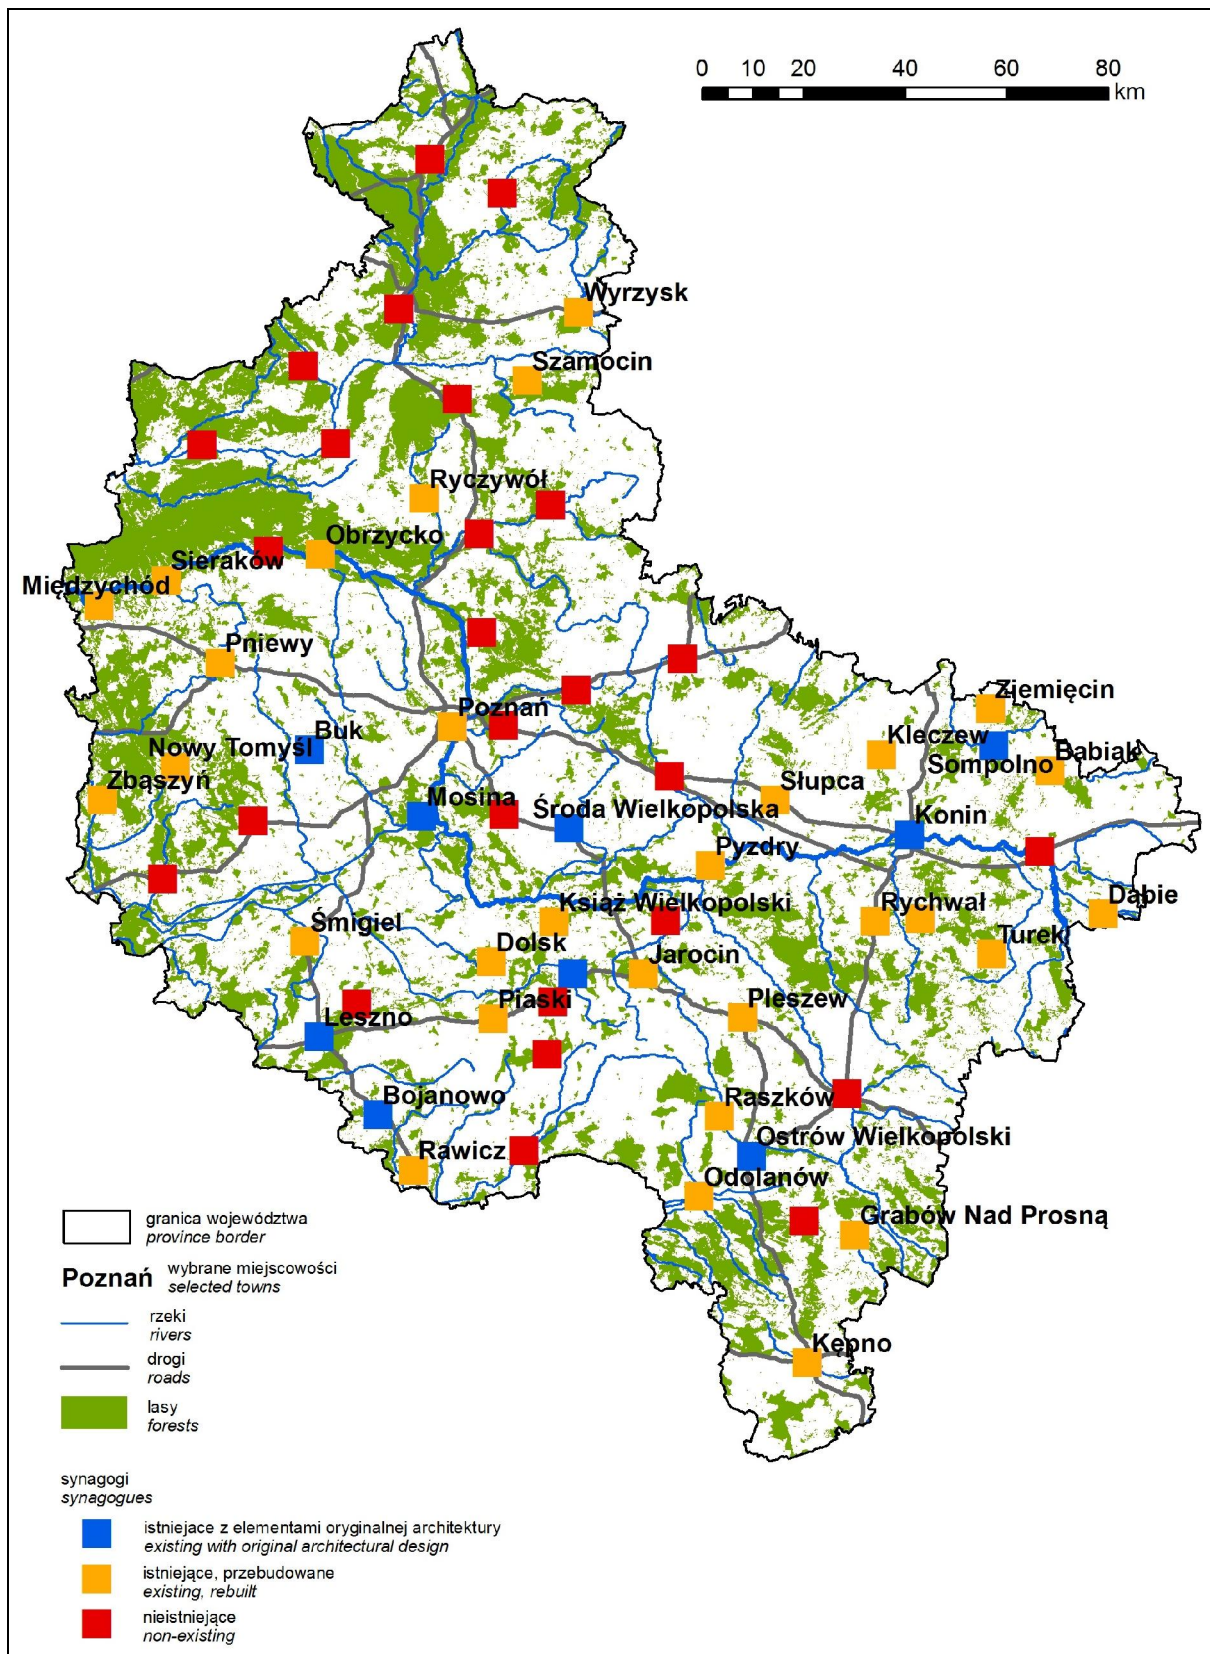 0 10 20 40 60 80
km
Wyrzysk
Szamocin
Ryczywół
Obrzycko
Sieraków
Międzychód
Pniewy
Ziemięcin
Poznań
Buk
Kleczew
Nowy Tomyśl
Babiak
Sompolno
Zbąszyń
Słupca
Mosina
Środa Wielkopolska
Konin
Pyzdry
Dąbie
Książ Wielkopolski
Rychwał
Śmigiel
Turek
Dolsk
Jarocin
Piaski
Pleszew
Leszno
Bojanowo
Raszków
Ostrów Wielkopolski
Rawicz
Odolanów
Grabów Nad Prosną
Kępno
granica województwa
province border
Poznań
wybrane miejscowości
selected towns
rzeki
rivers
drogi
roads
lasy
forests
synagogi
synagogues
istniejace z elementami oryginalnej architektury
existing with original architectural design
istniejące, przebudowane
existing, rebuilt
nieistniejące
non-existing